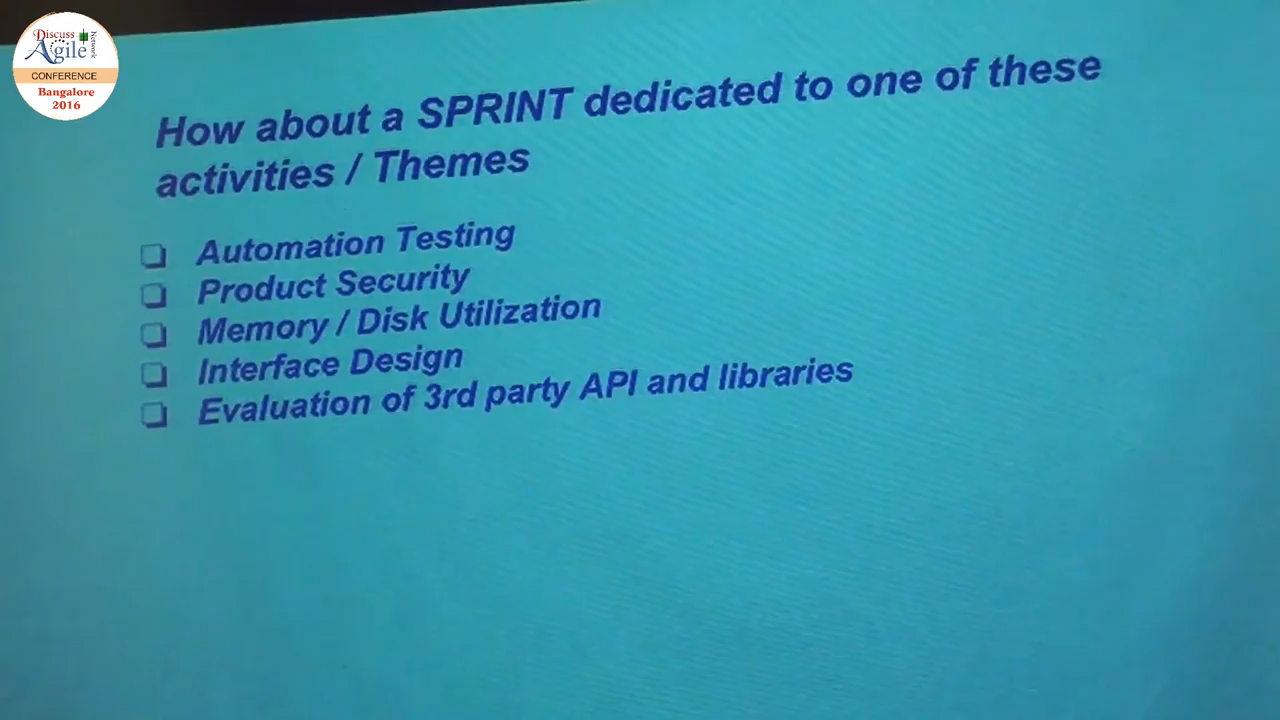 Discuss
Agile
Network
CONFERENCE
Bangalore
2016
How about a SPRINT dedicated to one of these
activities / Themes
Automation Testing
Product Security
Memory / Disk Utilization
Interface Design
Evaluation of 3rd party API and libraries